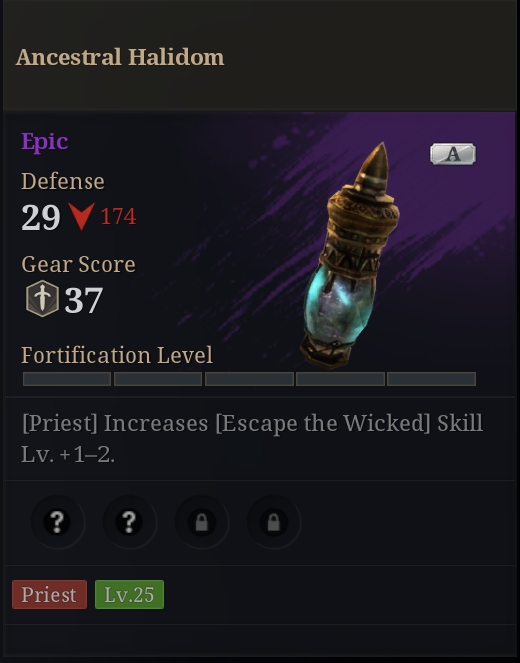 Ancestral Halidom
Epic
A
Defense
29 174
Gear Score
37
Fortification Level
[Priest] Increases [Escape the Wicked] Skill
Lv. +1–2.
? ?
Priest Lv.25